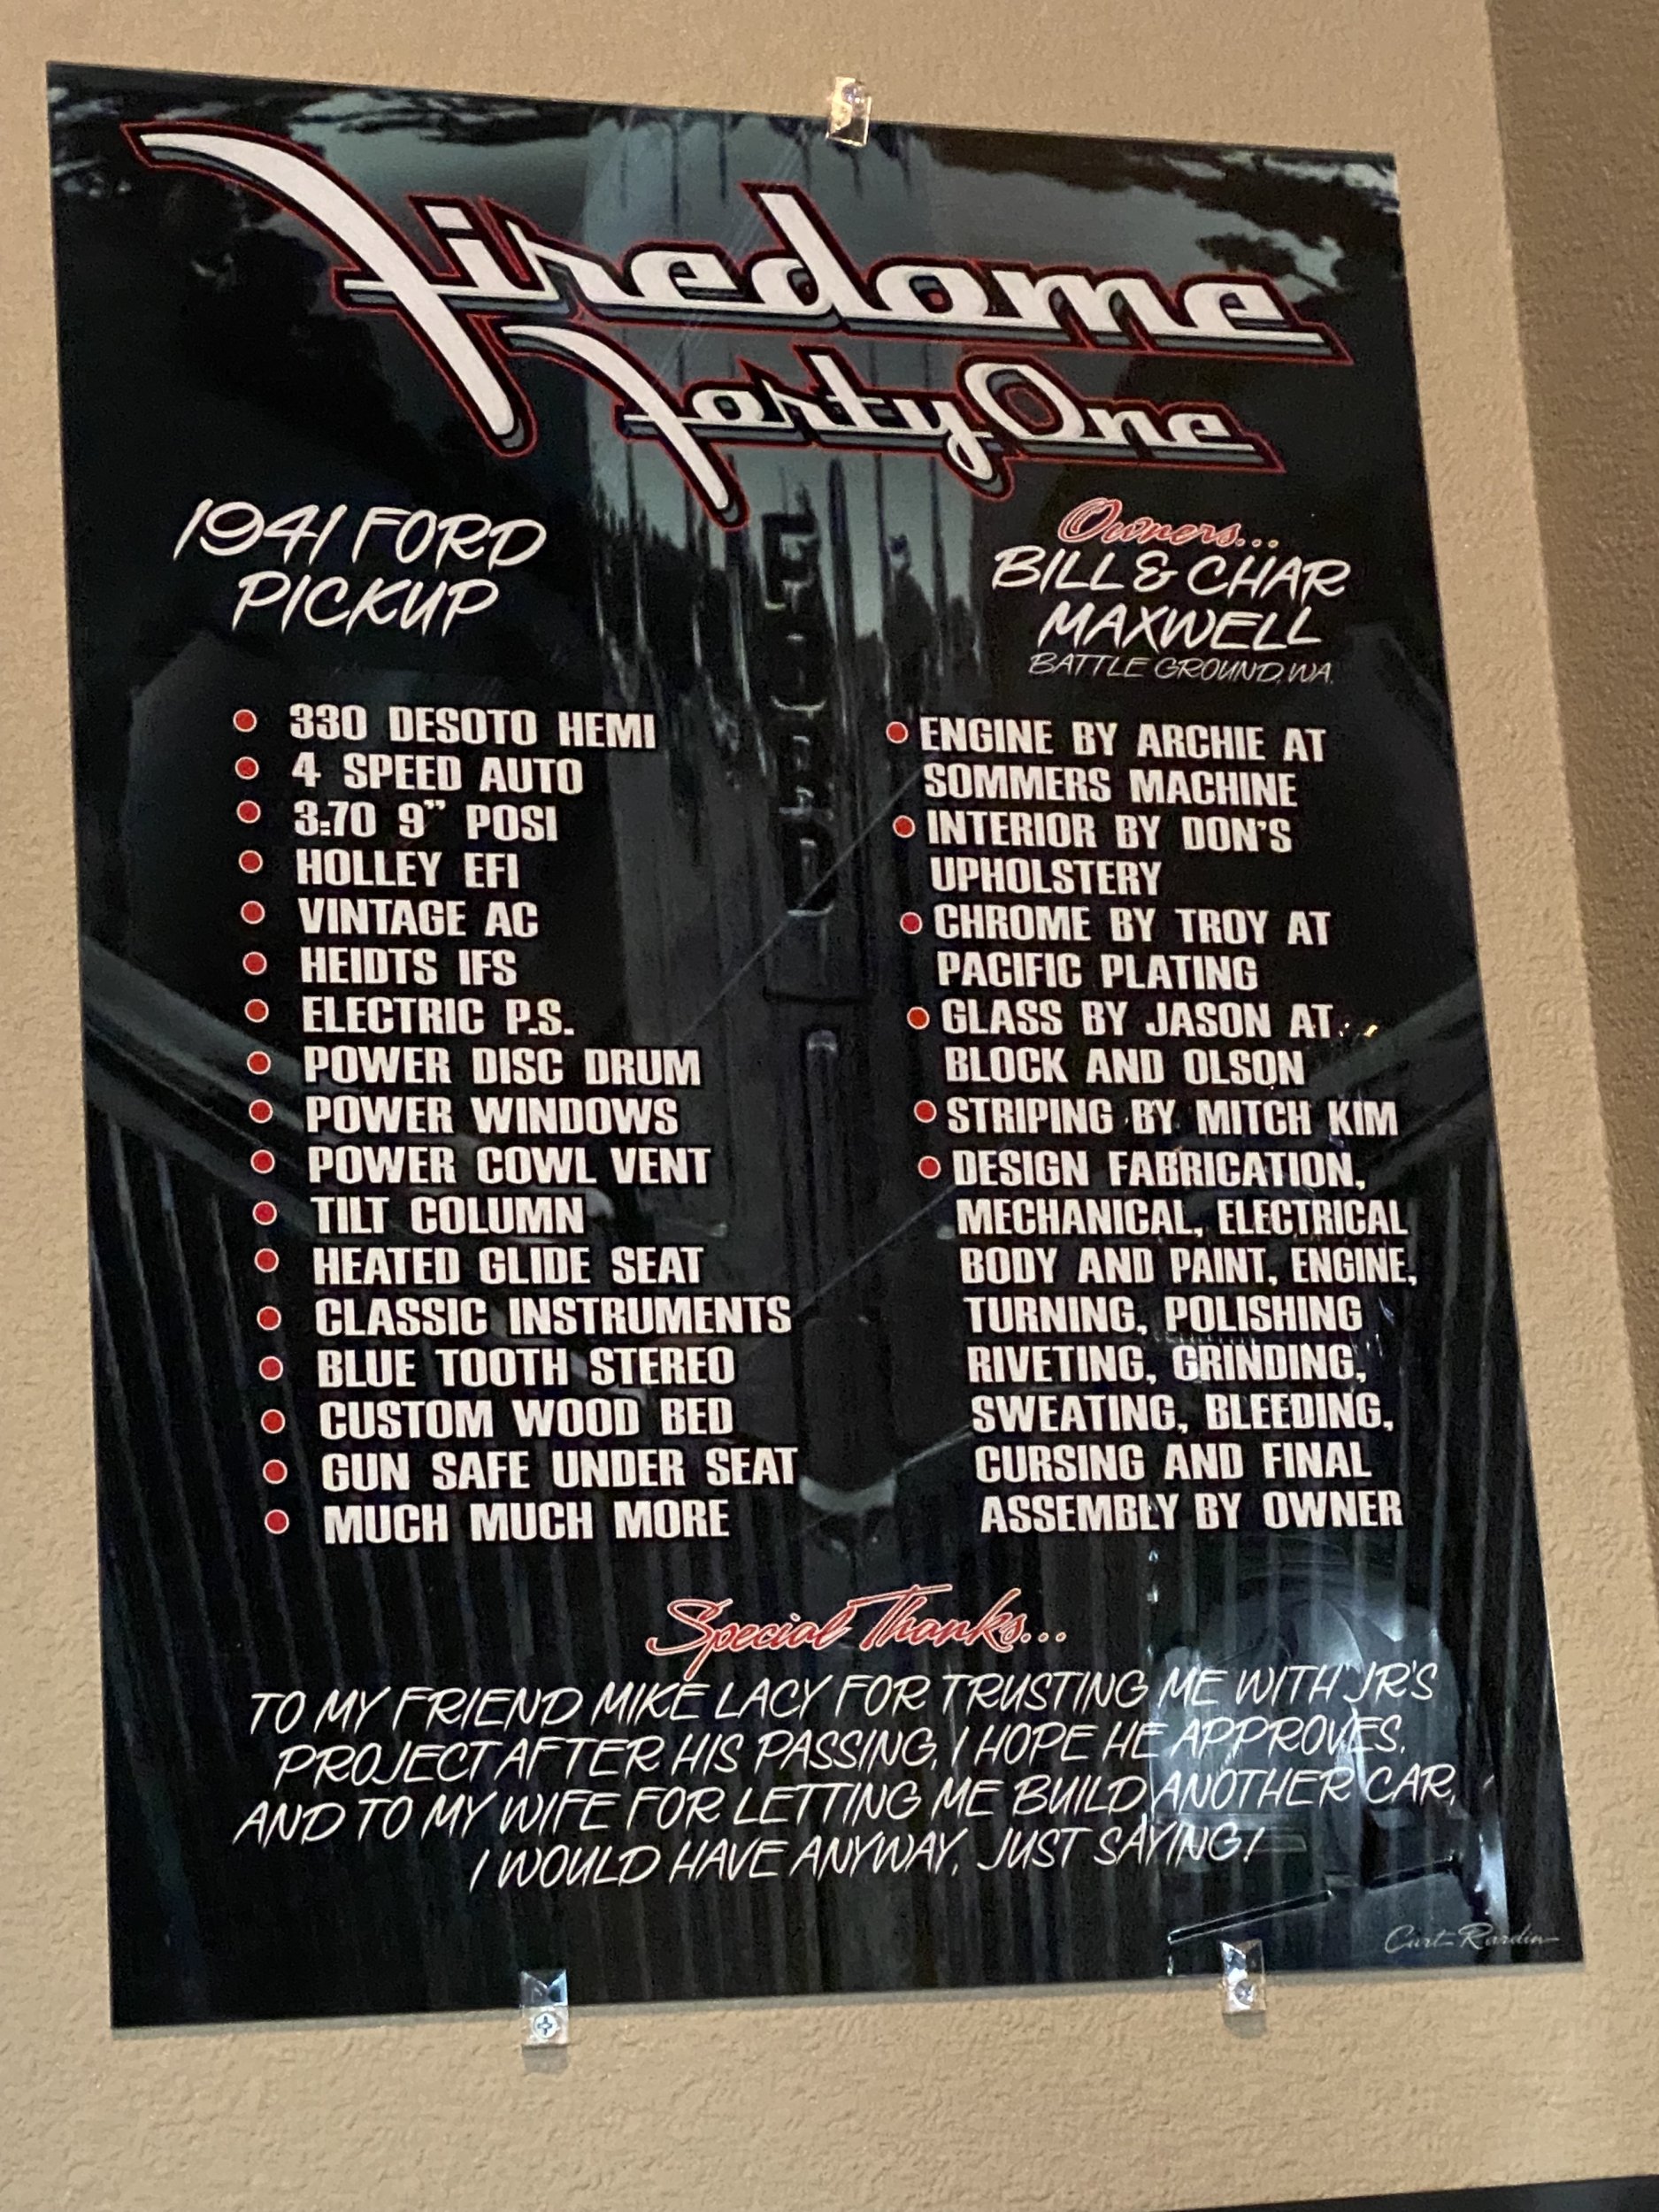 Firedome
Forty One
1941 FORD
PICKUP
Owners...
BILL & CHAR
MAXWELL
BATTLE GROUND, WA.
330 DESOTO HEMI
4 SPEED AUTO
3:70 9” POSI
HOLLEY EFI
VINTAGE AC
HEIDTS IFS
ELECTRIC P.S.
POWER DISC DRUM
POWER WINDOWS
POWER COWL VENT
TILT COLUMN
HEATED GLIDE SEAT
CLASSIC INSTRUMENTS
BLUE TOOTH STEREO
CUSTOM WOOD BED
GUN SAFE UNDER SEAT
MUCH MUCH MORE
ENGINE BY ARCHIE AT
SOMMERS MACHINE
INTERIOR BY DON'S
UPHOLSTERY
CHROME BY TROY AT
PACIFIC PLATING
GLASS BY JASON AT
BLOCK AND OLSON
STRIPING BY MITCH KIM
DESIGN FABRICATION,
MECHANICAL, ELECTRICAL
BODY AND PAINT, ENGINE,
TURNING, POLISHING
RIVETING, GRINDING,
SWEATING, BLEEDING,
CURSING AND FINAL
ASSEMBLY BY OWNER
FORD
Special Thanks...
TO MY FRIEND MIKE LACY FOR TRUSTING ME WITH JR'S
PROJECT AFTER HIS PASSING, I HOPE HE APPROVES.
AND TO MY WIFE FOR LETTING ME BUILD ANOTHER CAR,
I WOULD HAVE ANYWAY, JUST SAYING!
Curt Rardin